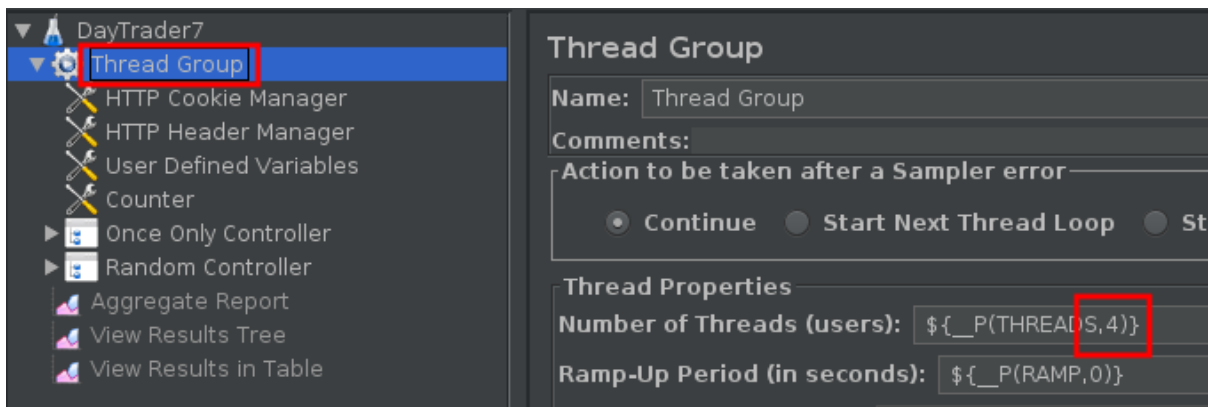 DayTrader7
Thread Group
HTTP Cookie Manager
HTTP Header Manager
User Defined Variables
Counter
Once Only Controller
Random Controller
Aggregate Report
View Results Tree
View Results in Table
Thread Group
Name: Thread Group
Comments:
Action to be taken after a Sampler error
Continue Start Next Thread Loop St
Thread Properties
Number of Threads (users): ${__P(THREADS,4)}
Ramp-Up Period (in seconds): ${__P(RAMP,0)}